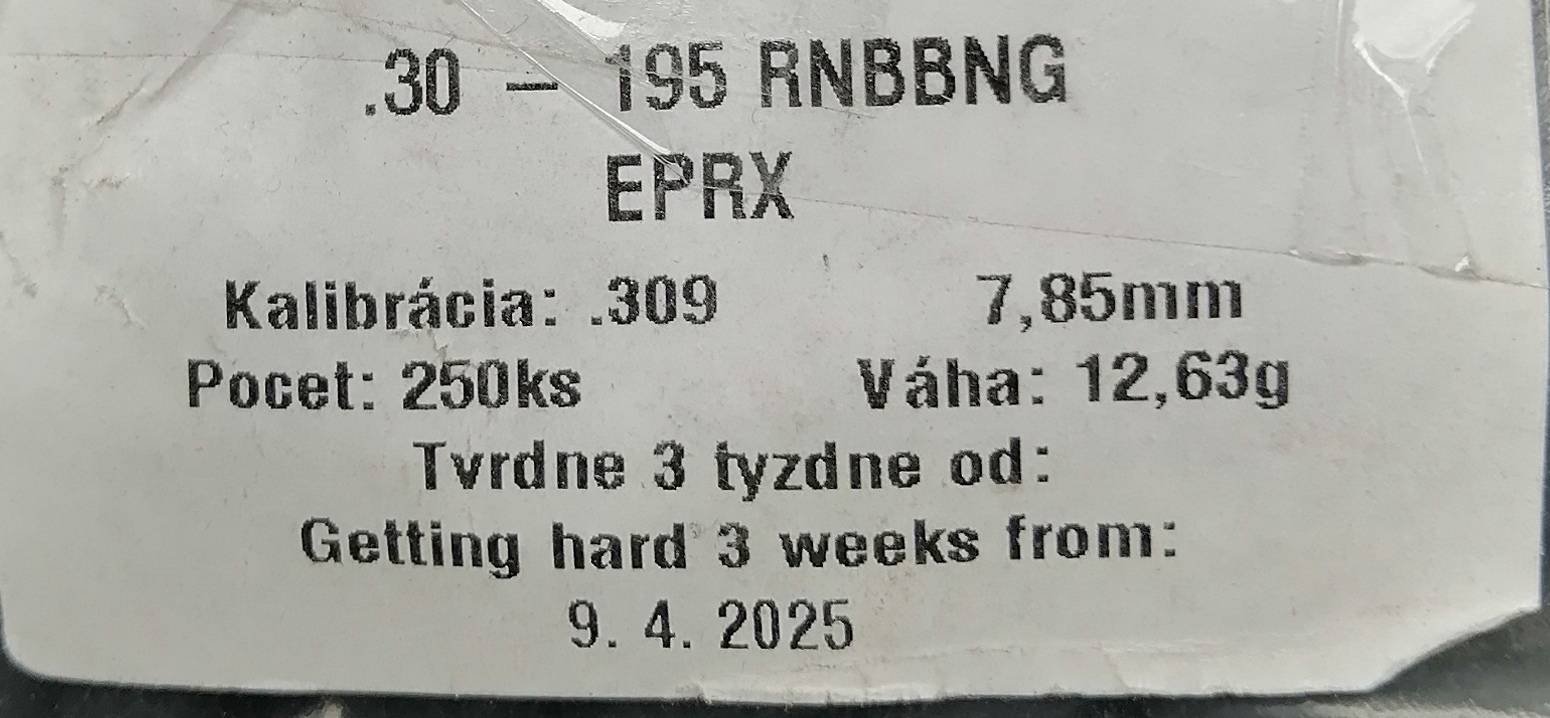 .30 – 195 RNBBNG
EPRX
Kalibrácia: .309 7,85mm
Pocet: 250ks Váha: 12,63g
Tvrdne 3 tyzdne od:
Getting hard 3 weeks from:
9. 4. 2025